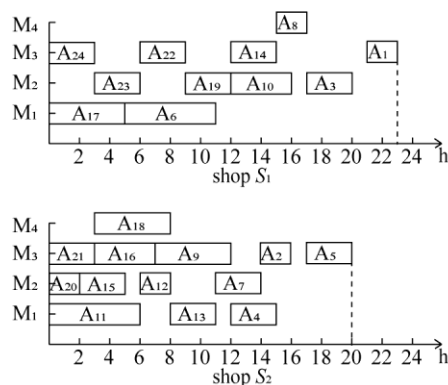 M₄ A₈
M₃ A₂₄ A₂₂ A₁₄ A₁
M₂ A₂₃ A₁₉ A₁₀ A₃
M₁ A₁₇ A₆
2 4 6 8 10 12 14 16 18 20 22 24 h
shop S₁
M₄ A₁₈
M₃ A₂₁ A₁₆ A₉ A₂ A₅
M₂ A₂₀ A₁₅ A₁₂ A₇
M₁ A₁₁ A₁₃ A₄
2 4 6 8 10 12 14 16 18 20 22 24 h
shop S₂